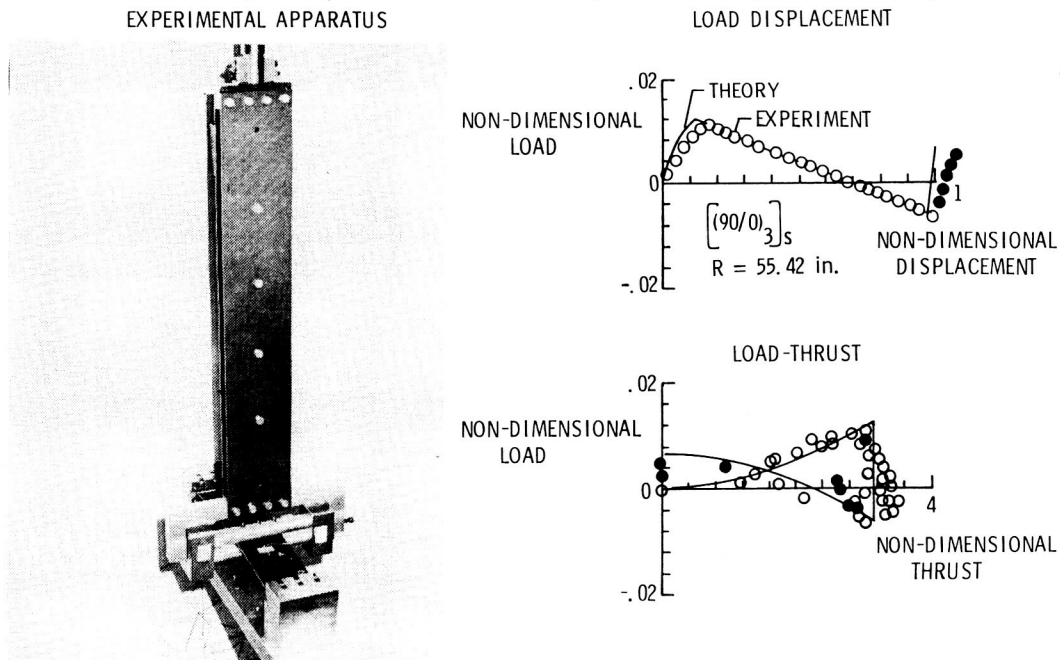 EXPERIMENTAL APPARATUS
LOAD DISPLACEMENT
.02
THEORY
EXPERIMENT
NON-DIMENSIONAL
LOAD
0
1
[(90/0)3]s
R = 55.42 in.
NON-DIMENSIONAL
DISPLACEMENT
-.02
LOAD-THRUST
.02
NON-DIMENSIONAL
LOAD
0
4
NON-DIMENSIONAL
THRUST
-.02